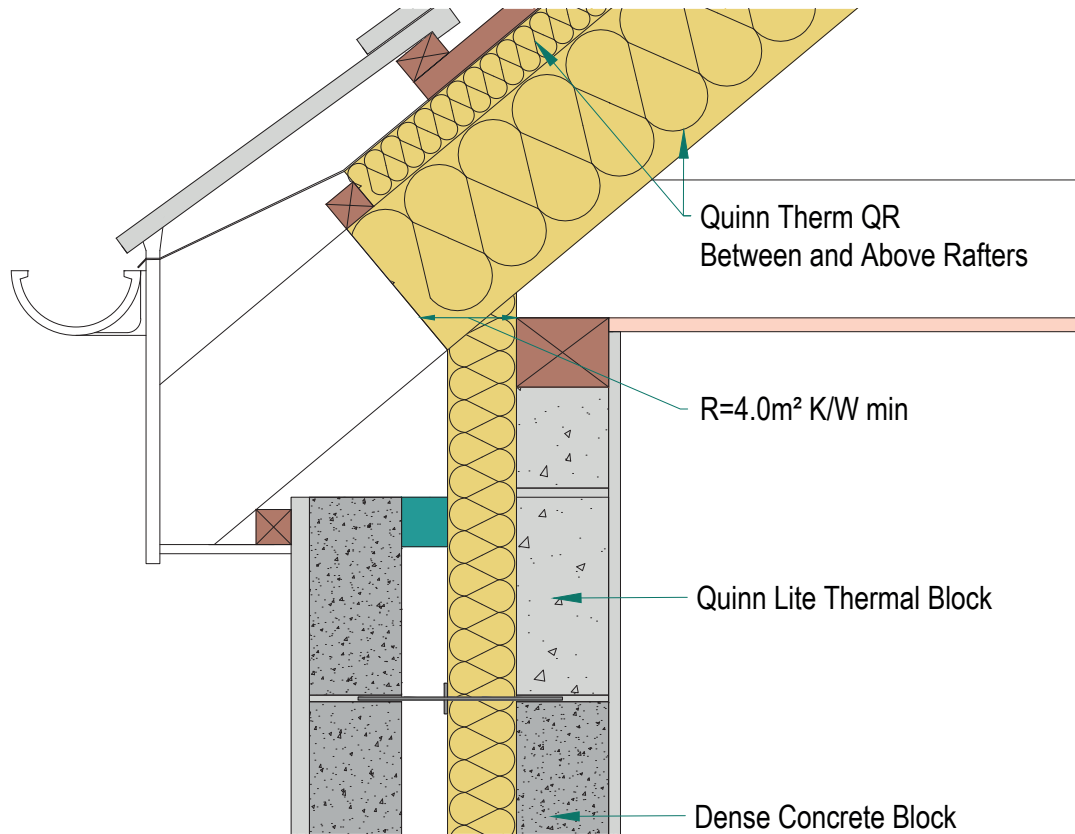 Quinn Therm QR
Between and Above Rafters
R=4.0m² K/W min
Quinn Lite Thermal Block
Dense Concrete Block